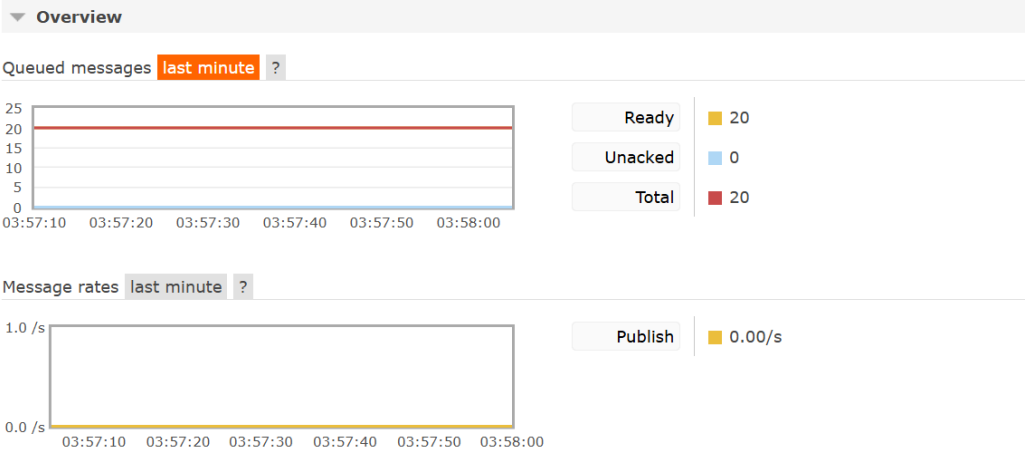 Overview
Queued messages last minute ?
25
20
15
10
5
0
03:57:10 03:57:20 03:57:30 03:57:40 03:57:50 03:58:00
Ready 20
Unacked 0
Total 20
Message rates last minute ?
1.0 /s
0.0 /s
03:57:10 03:57:20 03:57:30 03:57:40 03:57:50 03:58:00
Publish 0.00/s